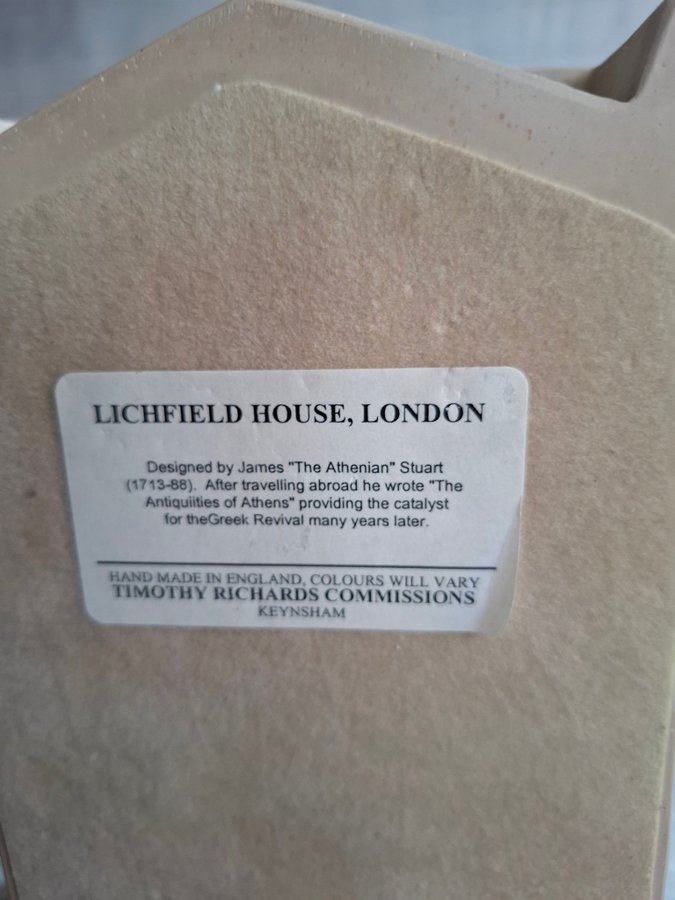 LICHFIELD HOUSE, LONDON
Designed by James "The Athenian" Stuart
(1713-88). After travelling abroad he wrote "The
Antiquiities of Athens" providing the catalyst
for theGreek Revival many years later.
HAND MADE IN ENGLAND, COLOURS WILL VARY
TIMOTHY RICHARDS COMMISSIONS
KEYNSHAM